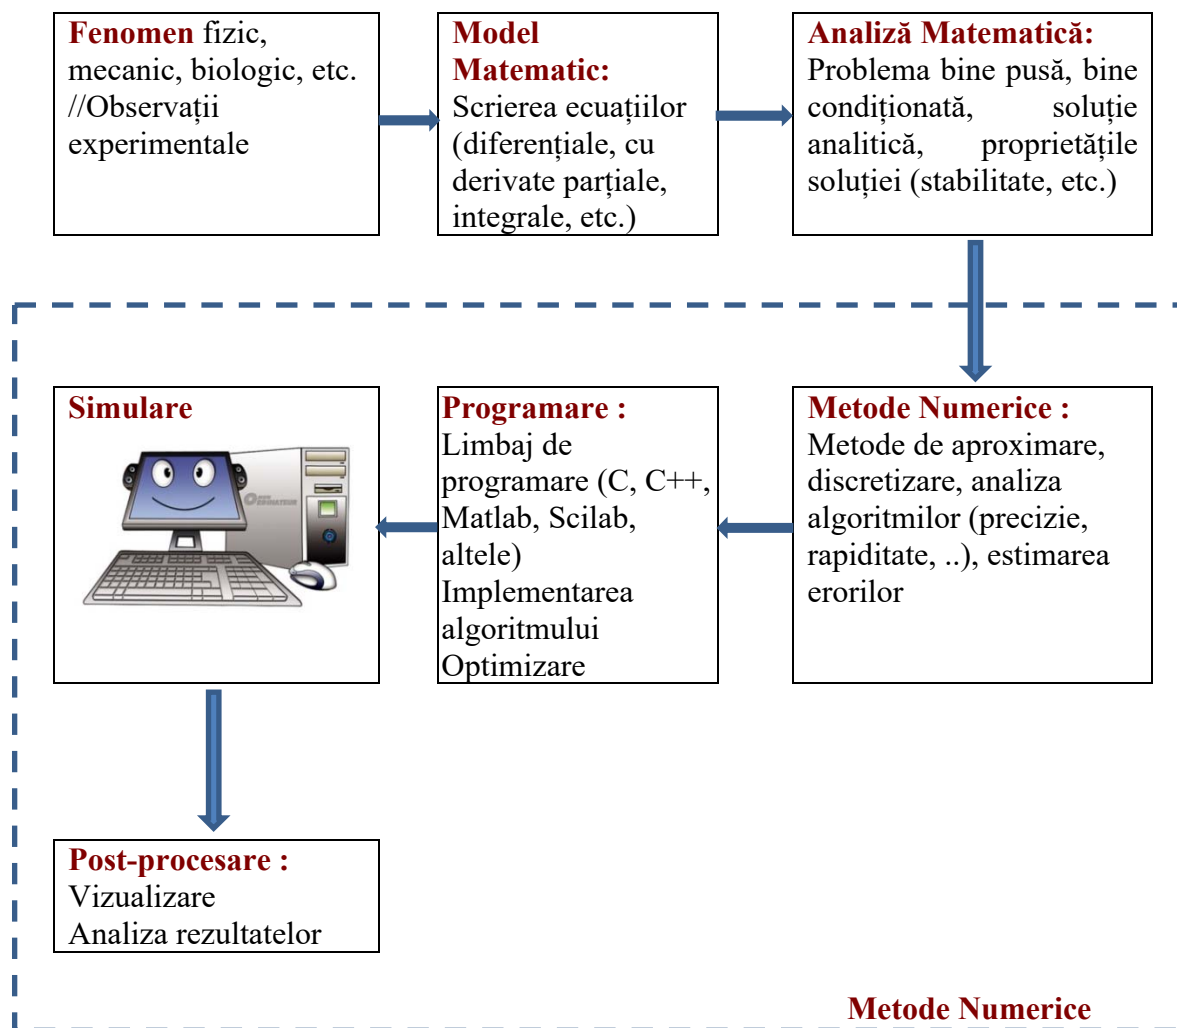 Fenomen fizic,
mecanic, biologic, etc.
//Observații
experimentale
Model
Matematic:
Scrierea ecuațiilor
(diferențiale, cu
derivate parțiale,
integrale, etc.)
Analiză Matematică:
Problema bine pusă, bine
condiționată, soluție
analitică, proprietățile
soluției (stabilitate, etc.)
Metode Numerice :
Metode de aproximare,
discretizare, analiza
algoritmilor (precizie,
rapiditate, ..), estimarea
erorilor
Programare :
Limbaj de
programare (C, C++,
Matlab, Scilab,
altele)
Implementarea
algoritmului
Optimizare
Simulare
Post-procesare :
Vizualizare
Analiza rezultatelor
Metode Numerice